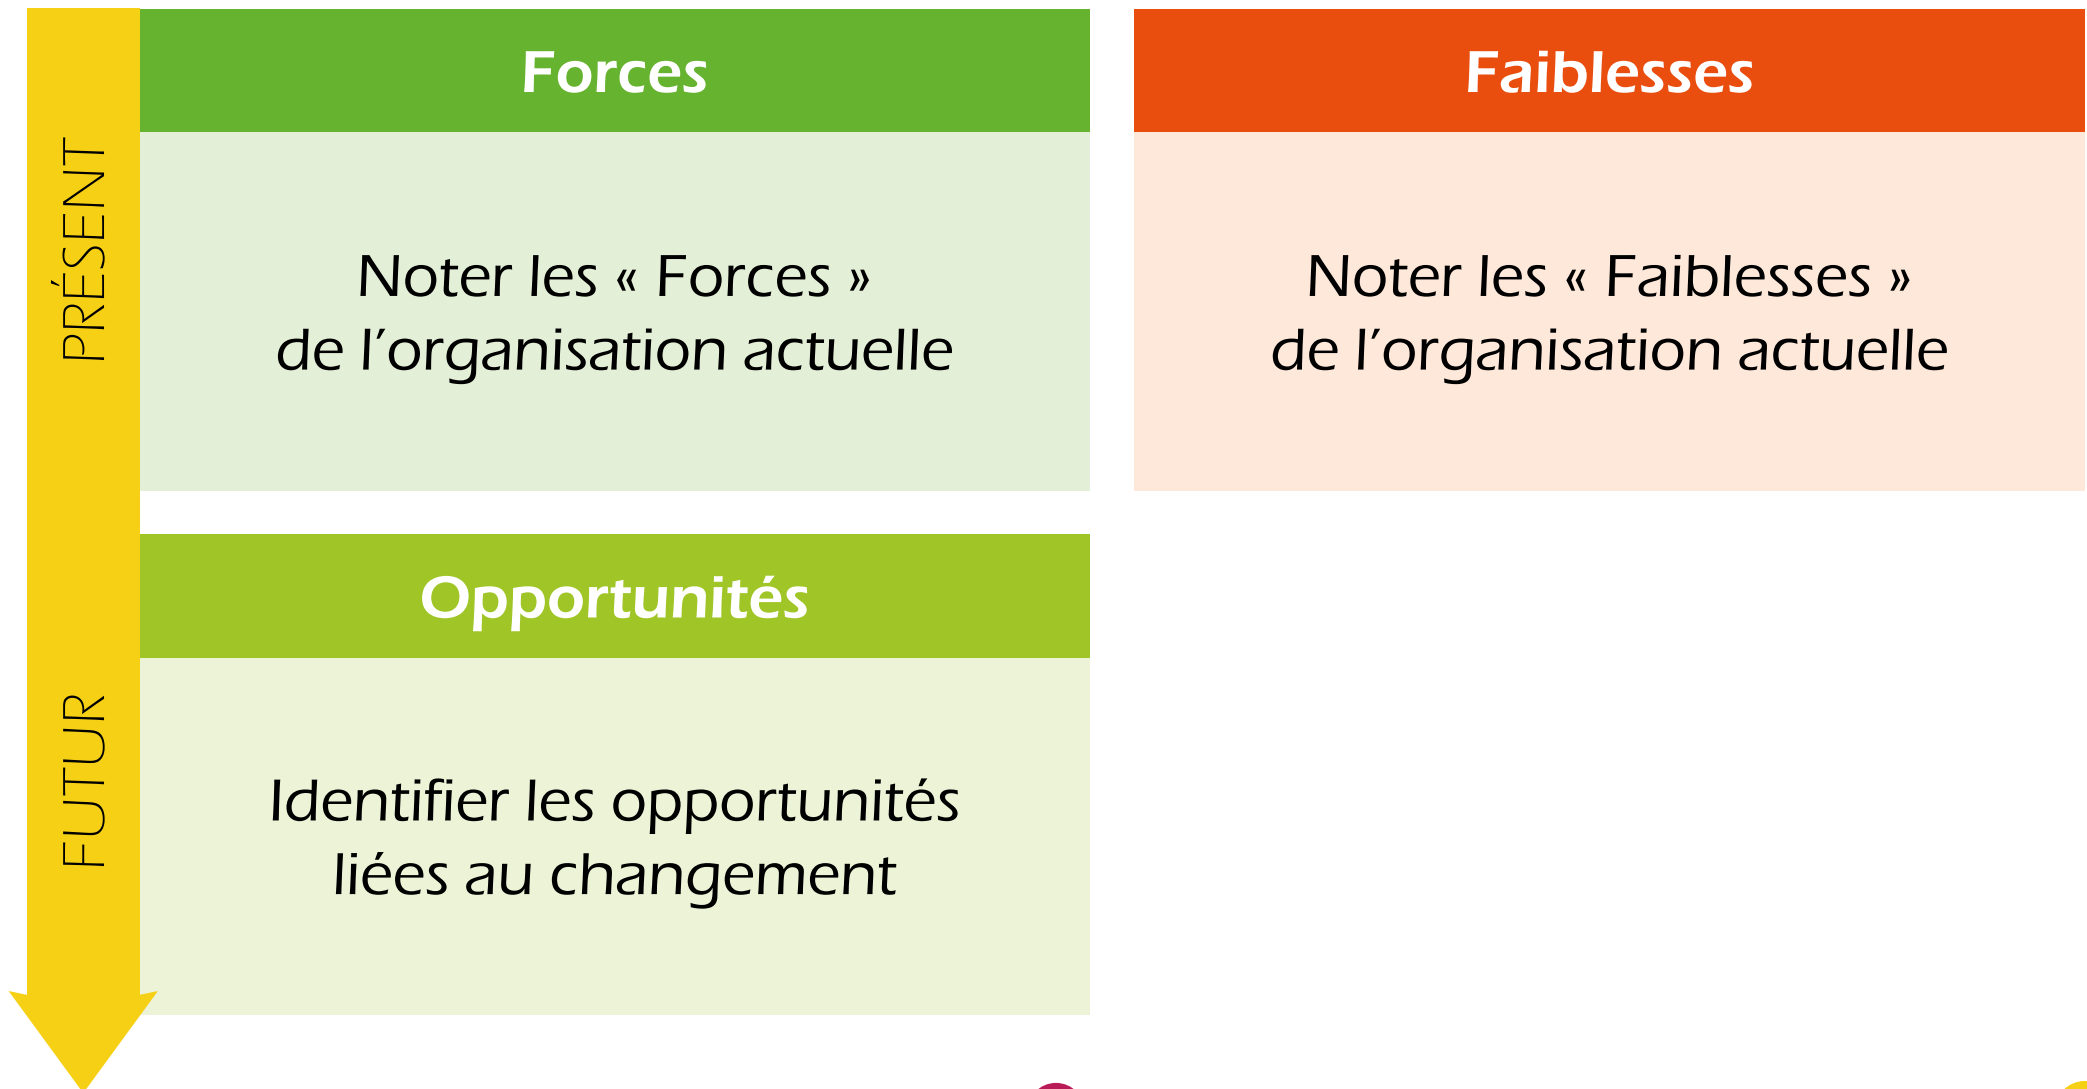 PRÉSENT
Forces
Noter les « Forces »
de l’organisation actuelle
Faiblesses
Noter les « Faiblesses »
de l’organisation actuelle
FUTUR
Opportunités
Identifier les opportunités
liées au changement